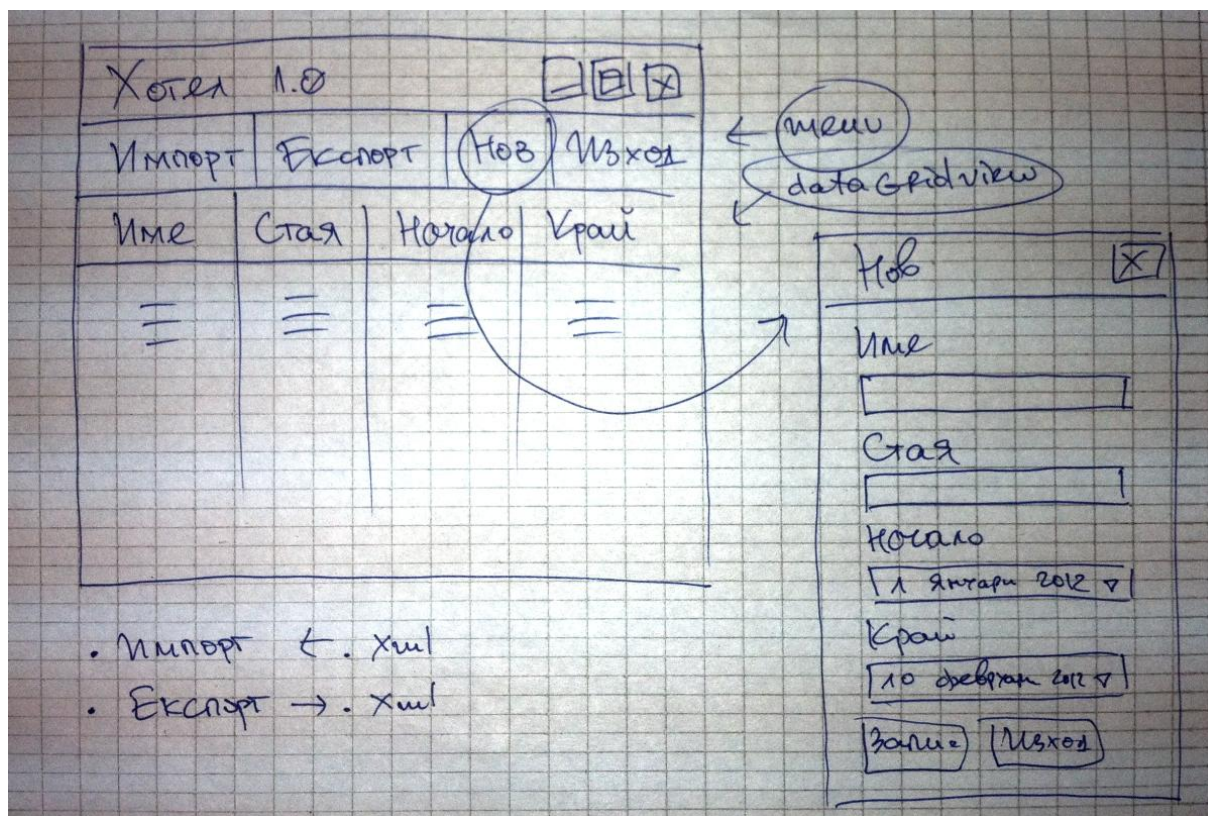 Хотел 1.0
Импорт Експорт Нов Изход
Име Стая Начало Край
menu
dataGridview
Нов X
Име
Стая
Начало
1 Януари 2012
Край
10 февруари 2012
Запис Изход
. Импорт ← . xml
. Експорт → . xml